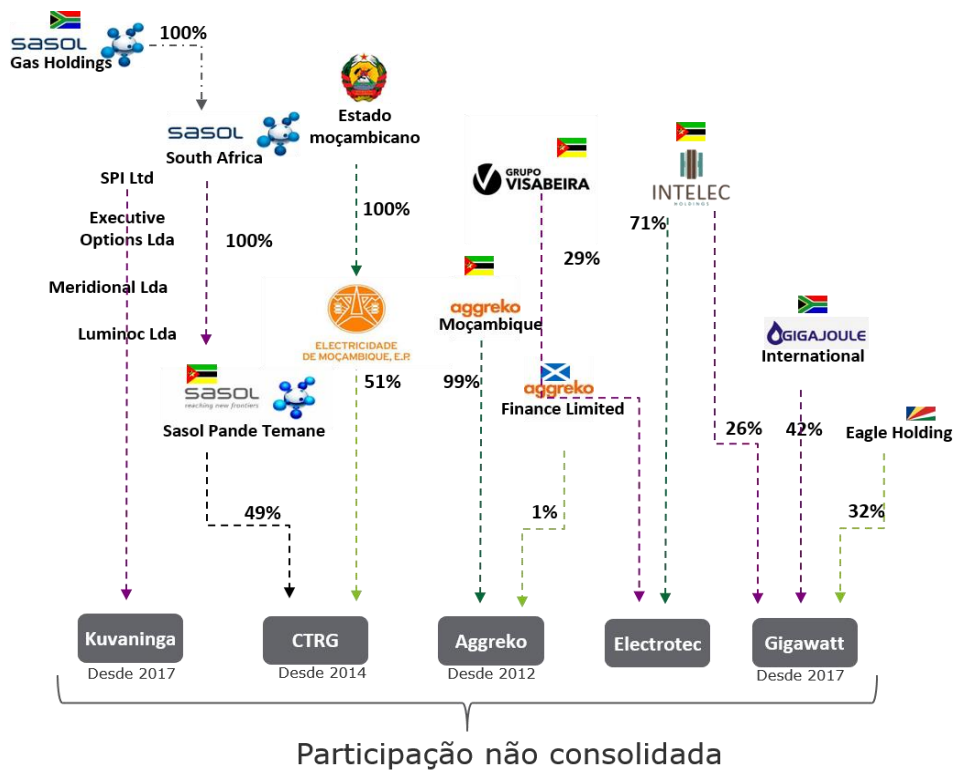 sasol
Gas Holdings
100%
sasol
South Africa
Estado
moçambicano
GRUPO
VISABEIRA
INTELEC
HOLDINGS
SPI Ltd
Executive
Options Lda
Meridional Lda
Luminoc Lda
100%
100%
71%
29%
aggreko
Moçambique
GIGAJOULE
International
ELECTRICIDADE
DE MOÇAMBIQUE, E.P.
sasol
reaching new frontiers
Sasol Pande Temane
51%
99%
aggreko
Finance Limited
26%
42%
Eagle Holding
49%
1%
32%
Kuvaninga
Desde 2017
CTRG
Desde 2014
Aggreko
Desde 2012
Electrotec
Gigawatt
Desde 2017
Participação não consolidada